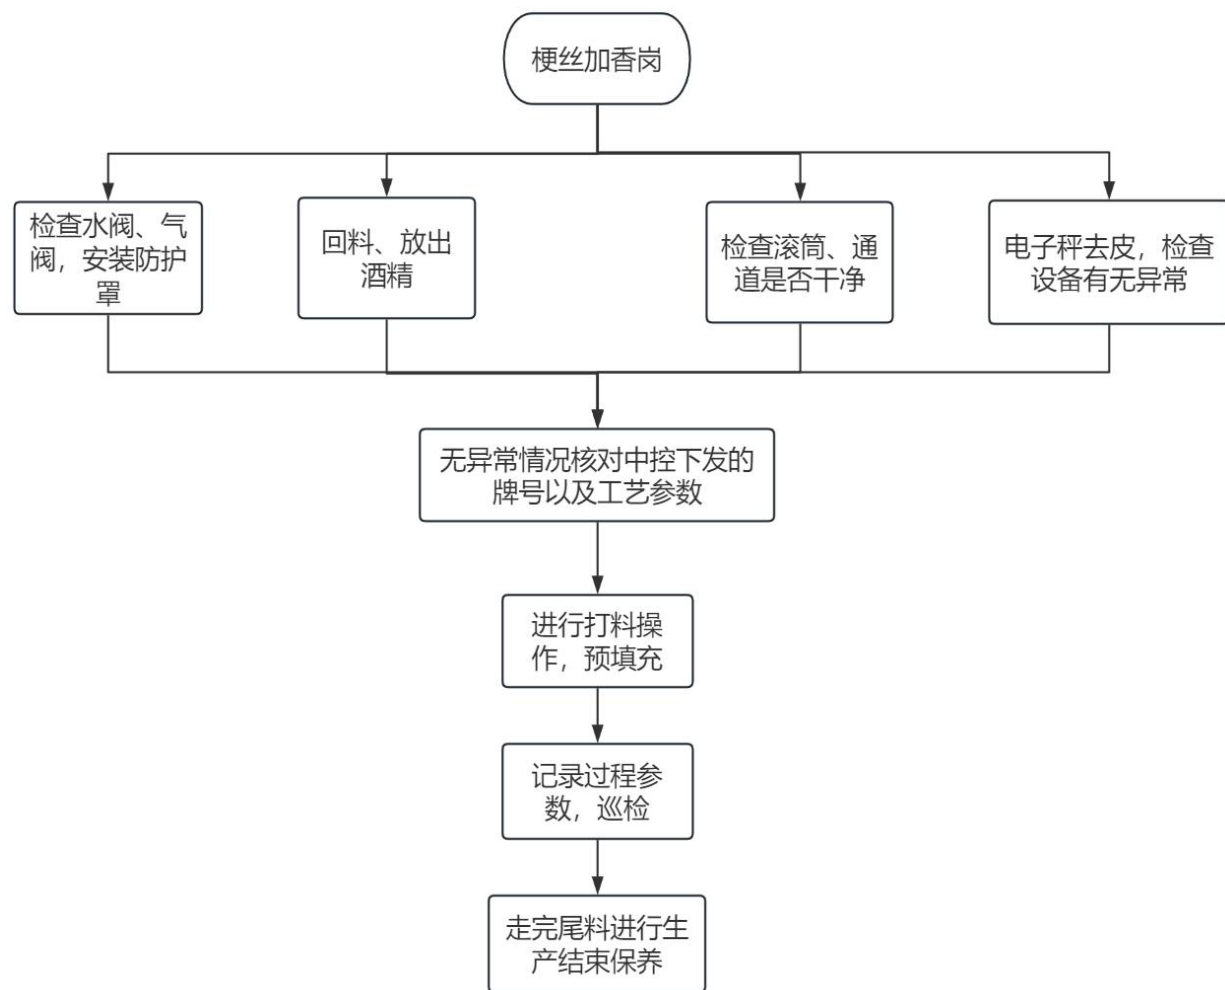 梗丝加香岗
检查水阀、气
阀，安装防护
罩
回料、放出
酒精
检查滚筒、通
道是否干净
电子秤去皮，检查
设备有无异常
无异常情况核对中控下发的
牌号以及工艺参数
进行打料操
作，预填充
记录过程参
数，巡检
走完尾料进行生
产结束保养